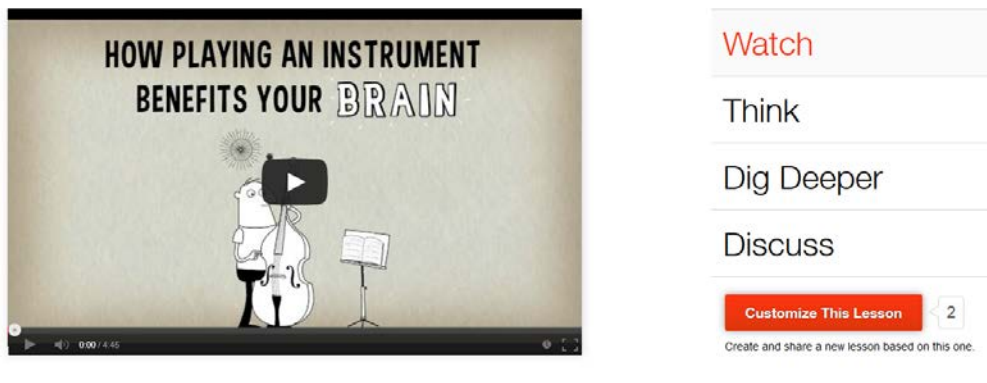 HOW PLAYING AN INSTRUMENT
BENEFITS YOUR BRAIN
0:00 / 4:45
Watch
Think
Dig Deeper
Discuss
Customize This Lesson
2
Create and share a new lesson based on this one.